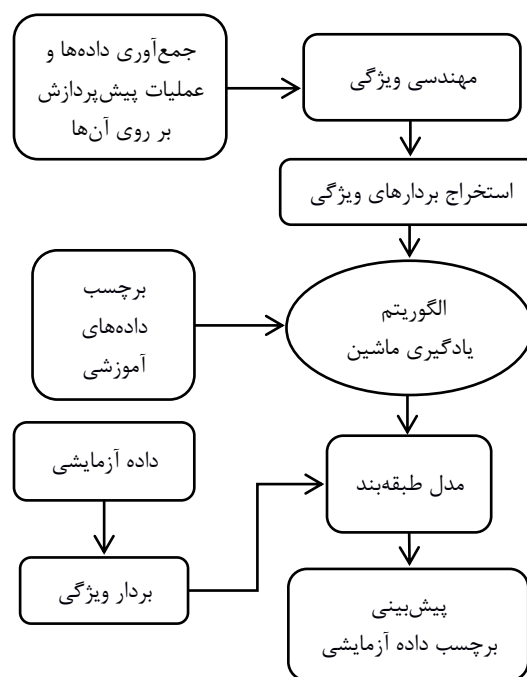 جمع‌آوری داده‌ها و
عملیات پیش‌پردازش
بر روی آن‌ها
مهندسی ویژگی
استخراج بردارهای ویژگی
برچسب
داده‌های
آموزشی
الگوریتم
یادگیری ماشین
داده آزمایشی
مدل طبقه‌بند
بردار ویژگی
پیش‌بینی
برچسب داده آزمایشی